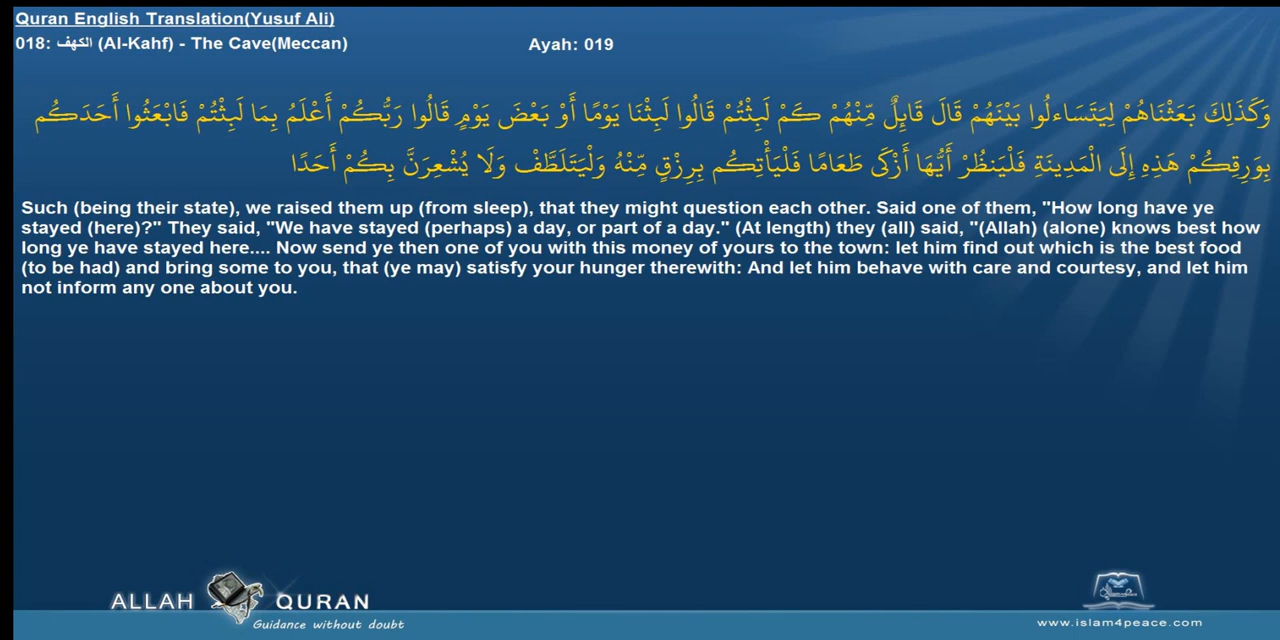 Quran English Translation(Yusuf Ali)
018: الكهف (Al-Kahf) - The Cave(Meccan) Ayah: 019
وَكَذَلِكَ بَعَثْنَاهُمْ لِيَتَسَاءلُوا بَيْنَهُمْ قَالَ قَائِلٌ مِّنْهُمْ كَمْ لَبِثْتُمْ قَالُوا لَبِثْنَا يَوْمًا أَوْ بَعْضَ يَوْمٍ قَالُوا رَبُّكُمْ أَعْلَمُ بِمَا لَبِثْتُمْ فَابْعَثُوا أَحَدَكُم
بِوَرِقِكُمْ هَذِهِ إِلَى الْمَدِينَةِ فَلْيَنظُرْ أَيُّهَا أَزْكَى طَعَامًا فَلْيَأْتِكُم بِرِزْقٍ مِّنْهُ وَلْيَتَلَطَّفْ وَلَا يُشْعِرَنَّ بِكُمْ أَحَدًا
Such (being their state), we raised them up (from sleep), that they might question each other. Said one of them, "How long have ye
stayed (here)?" They said, "We have stayed (perhaps) a day, or part of a day." (At length) they (all) said, "(Allah) (alone) knows best how
long ye have stayed here.... Now send ye then one of you with this money of yours to the town: let him find out which is the best food
(to be had) and bring some to you, that (ye may) satisfy your hunger therewith: And let him behave with care and courtesy, and let him
not inform any one about you.
ALLAH QURAN
Guidance without doubt
www.islam4peace.com